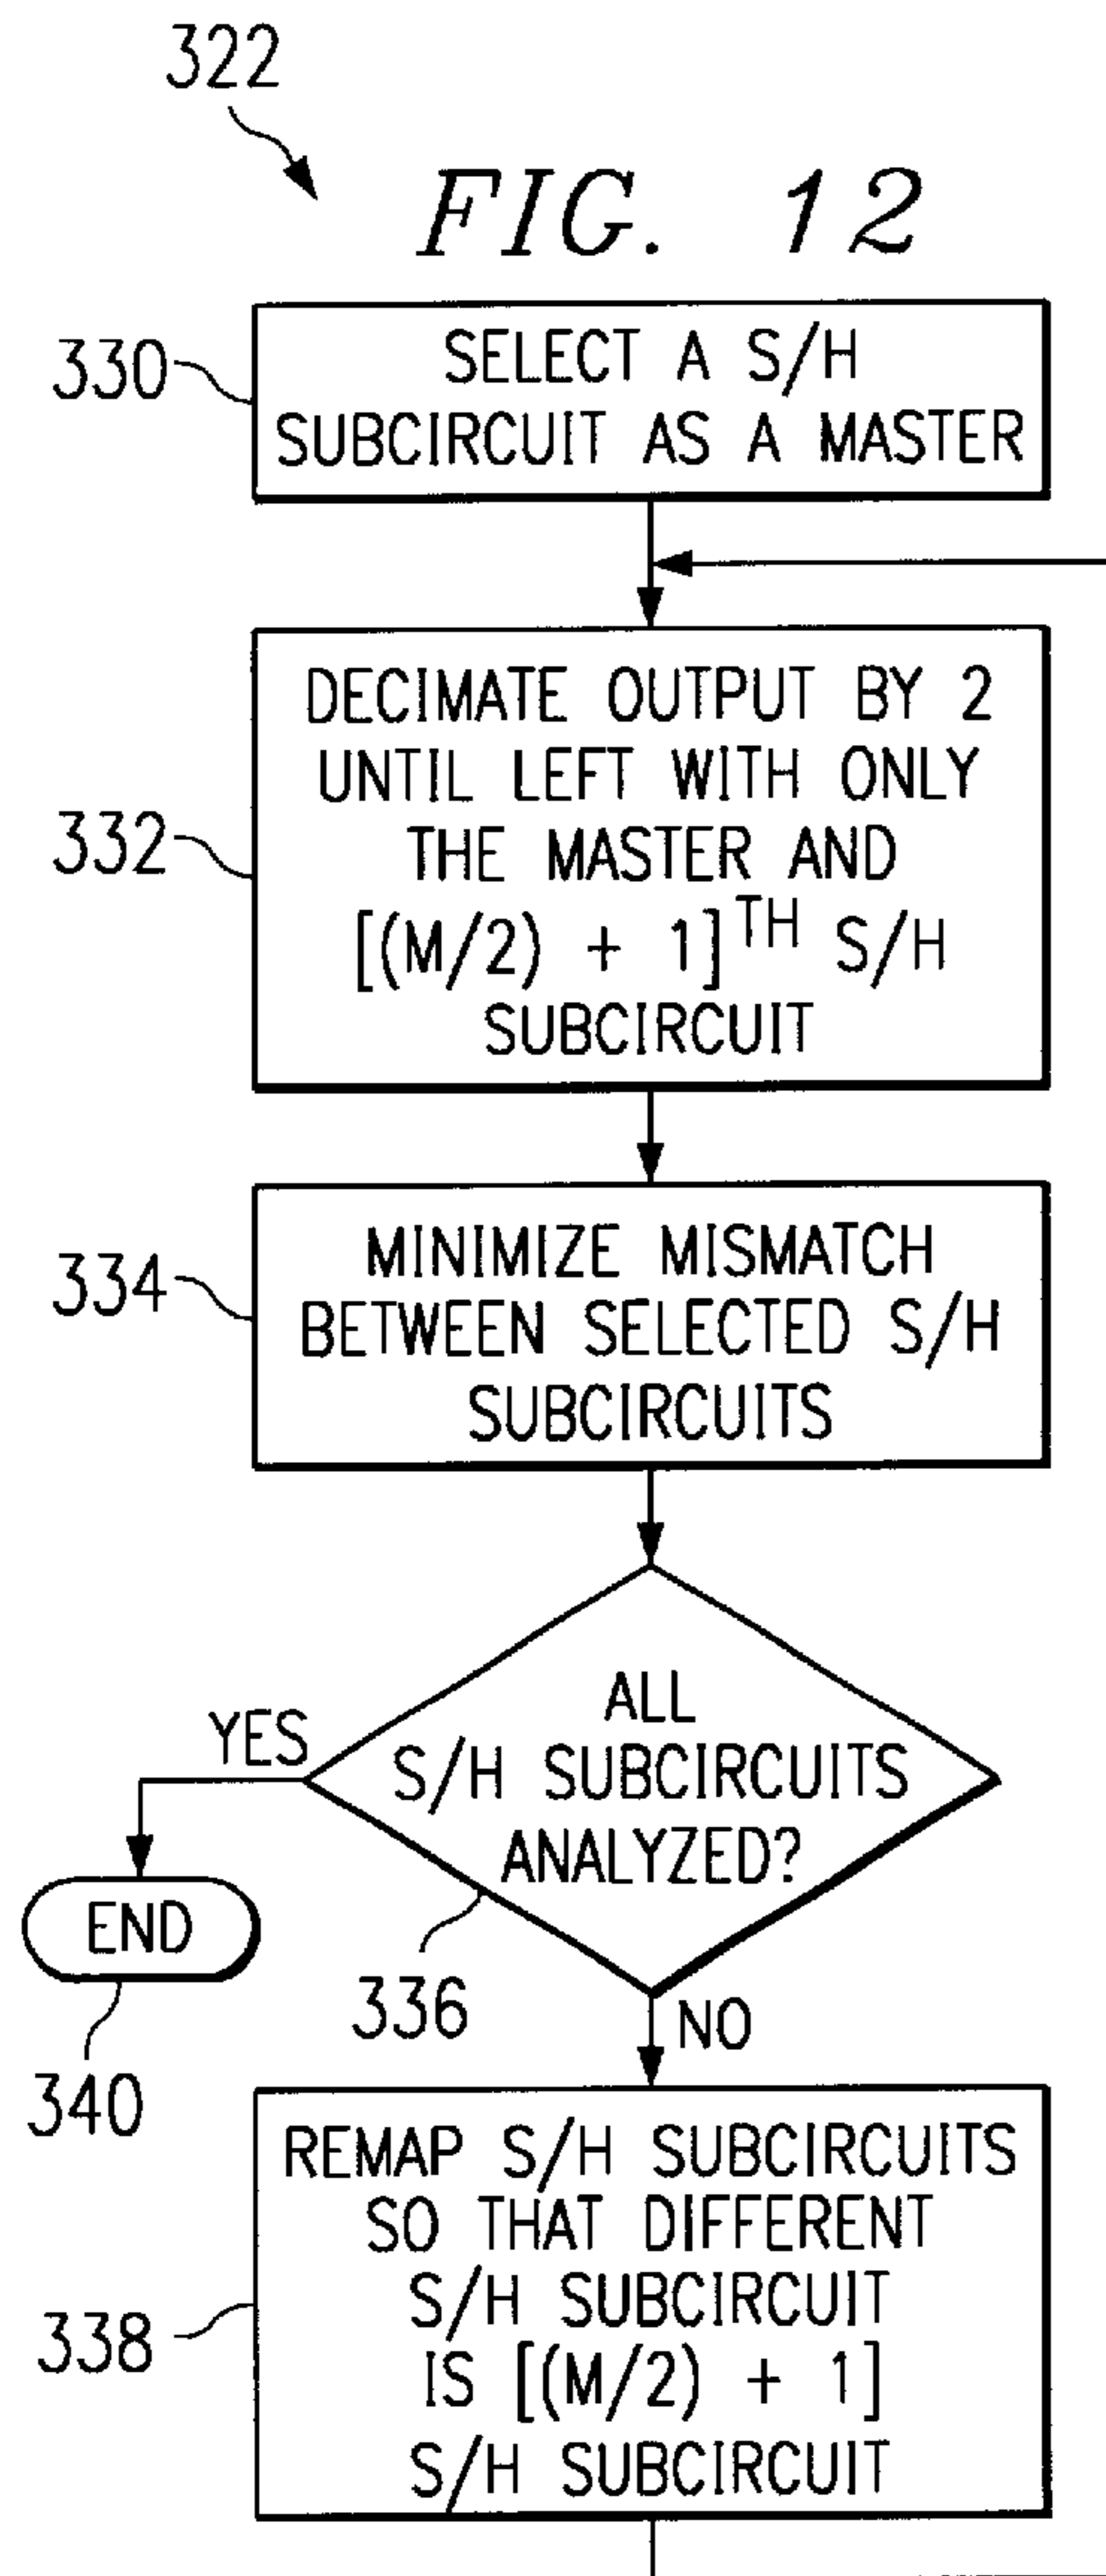 322
FIG. 12
330
SELECT A S/H
SUBCIRCUIT AS A MASTER
332
DECIMATE OUTPUT BY 2
UNTIL LEFT WITH ONLY
THE MASTER AND
[(M/2) + 1]TH S/H
SUBCIRCUIT
334
MINIMIZE MISMATCH
BETWEEN SELECTED S/H
SUBCIRCUITS
ALL
S/H SUBCIRCUITS
ANALYZED?
YES
END
336
NO
340
338
REMAP S/H SUBCIRCUITS
SO THAT DIFFERENT
S/H SUBCIRCUIT
IS [(M/2) + 1]
S/H SUBCIRCUIT